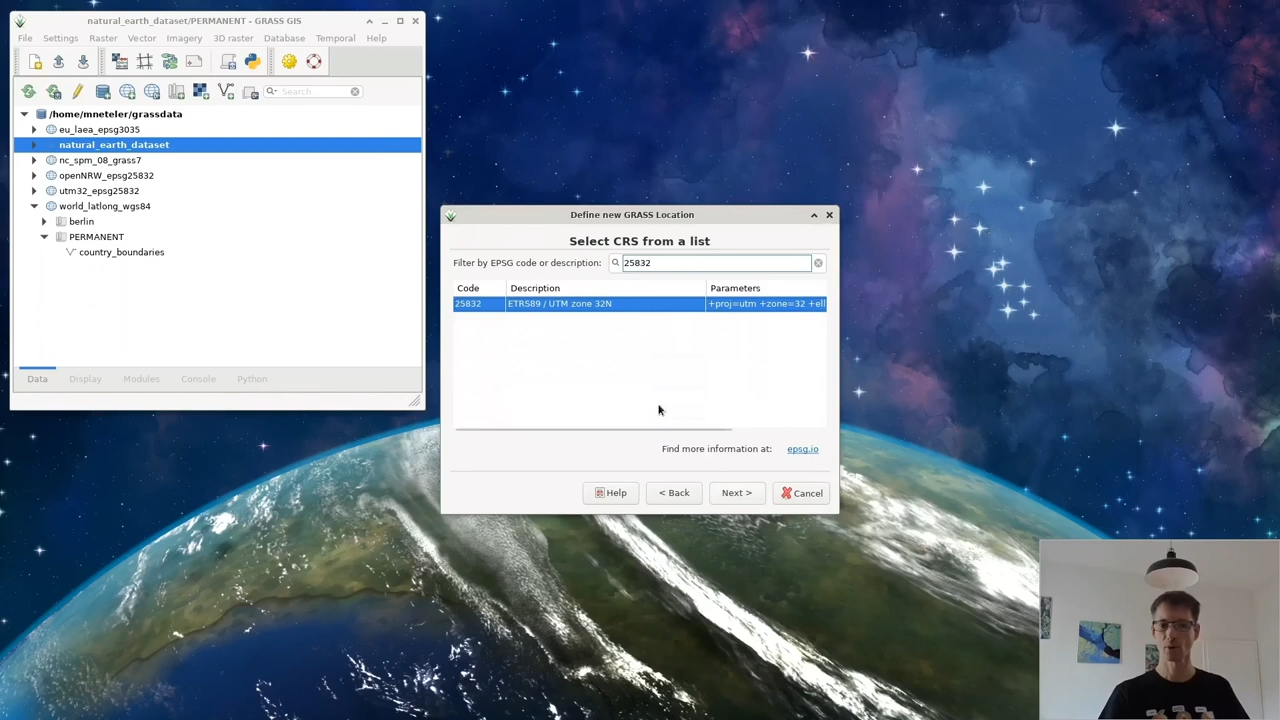 natural_earth_dataset/PERMANENT - GRASS GIS
File Settings Raster Vector Imagery 3D raster Database Temporal Help
Search
/home/mneteler/grassdata
eu_laea_epsg3035
natural_earth_dataset
nc_spm_08_grass7
openNRW_epsg25832
utm32_epsg25832
world_latlong_wgs84
berlin
PERMANENT
country_boundaries
Data Display Modules Console Python
Define new GRASS Location
Select CRS from a list
Filter by EPSG code or description: 25832
Code Description Parameters
25832 ETRS89 / UTM zone 32N +proj=utm +zone=32 +ell
Find more information at: epsg.io
Help < Back Next > Cancel